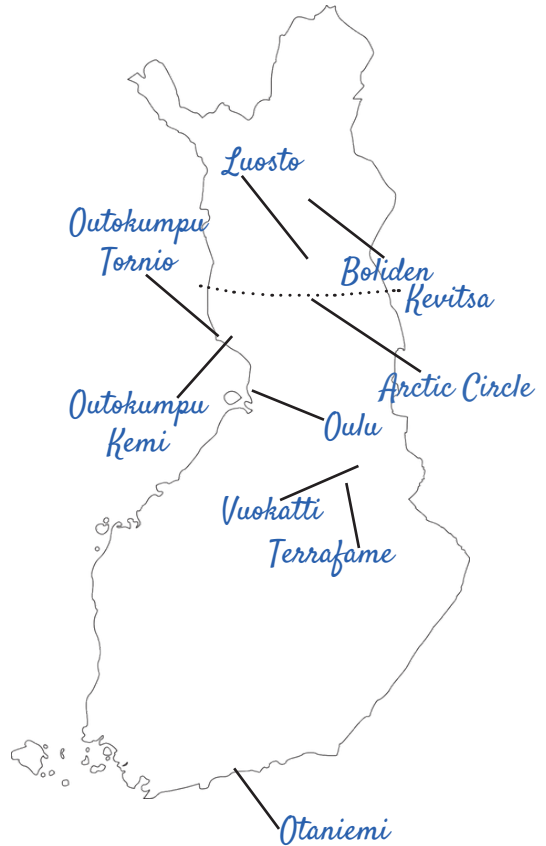 Luosto
Outokumpu
Tornio
Boliden
Kevitsa
Arctic Circle
Outokumpu
Kemi
Oulu
Vuokatti
Terrafame
Otaniemi